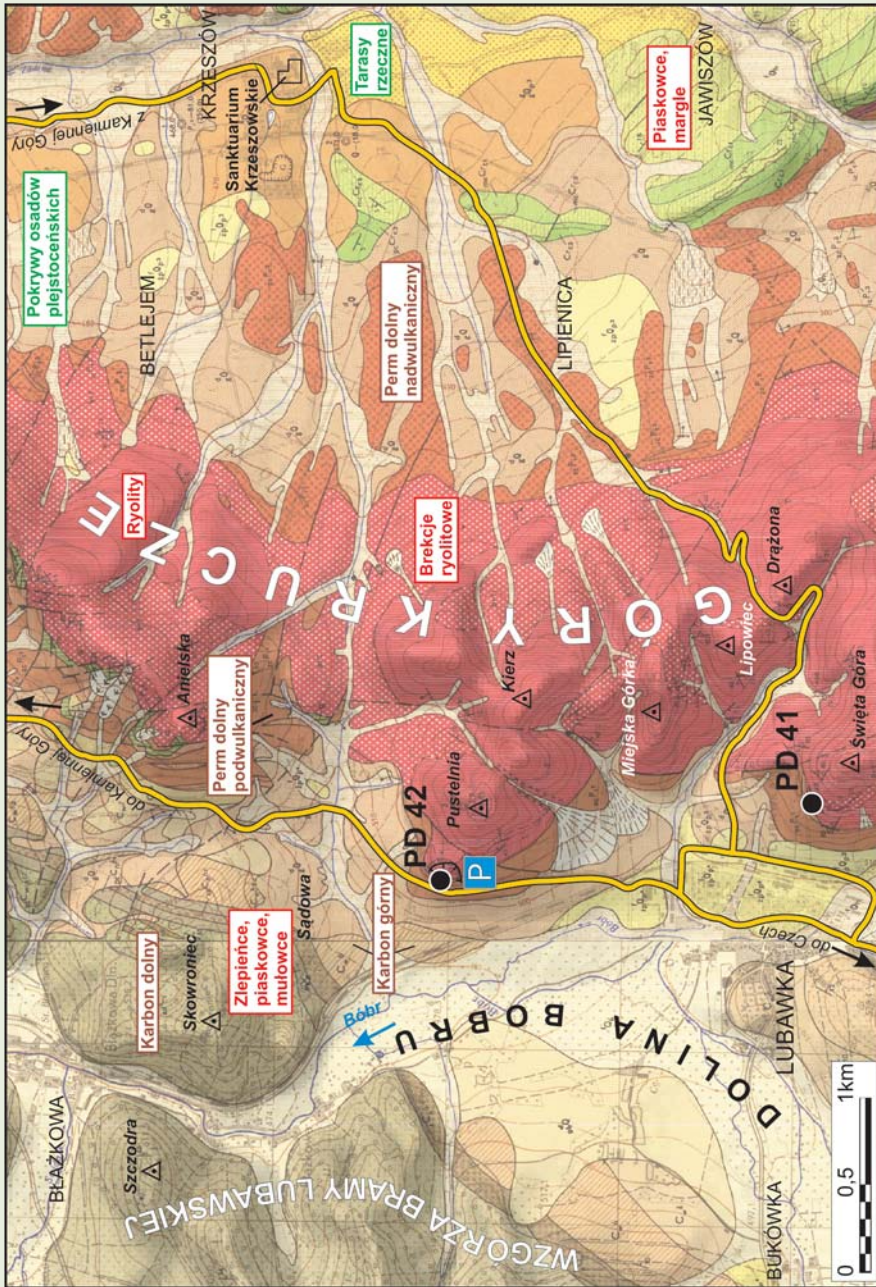 BŁAŻKOWA
Szczodra
WZGÓRZA BRAMY LUBAWSKIEJ
BUKÓWKA
0 0,5 1km
Karbon dolny
Skowroniec
Zlepieńce,
piaskowce,
mułowce
Sądowa
Karbon górny
Bóbr
DOLINA BOBRU
LUBAWKA
do Czech
do Kamiennej Góry
Anielska
Perm dolny
podwulkaniczny
PD 42
P
Pustelnia
Kierz
Miejska Górka
Lipowiec
Drążona
PD 41
Święta Góra
GÓRY KRUCZE
Ryolity
Brekcje
ryolitowe
Pokrywy osadów
plejstoceńskich
BETLEJEM
Perm dolny
nadwulkaniczny
LIPIENICA
z Kamiennej Góry
KRZESZÓW
Sanktuarium
Krzeszowskie
Tarasy
rzeczne
Piaskowce,
margle
JAWISZÓW